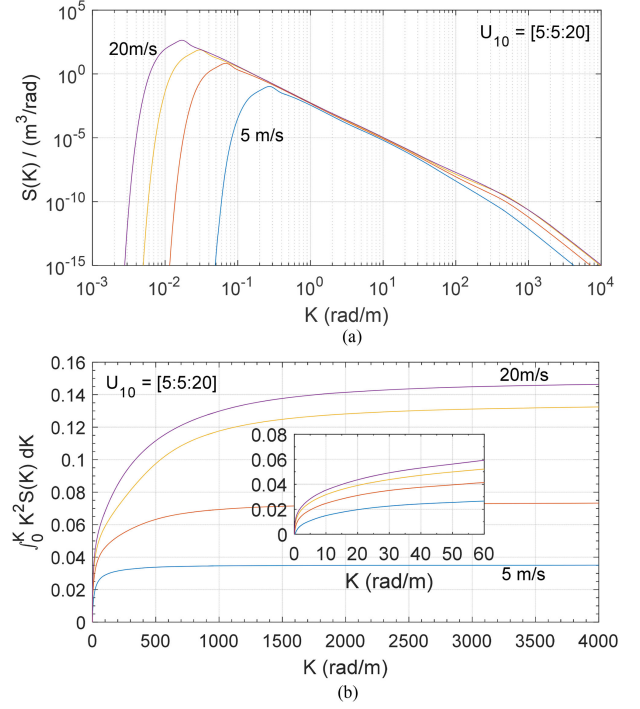 10^5
10^0
10^-5
10^-10
10^-15
S(K) / (m^3/rad)
U_10 = [5:5:20]
20m/s
5 m/s
10^-3 10^-2 10^-1 10^0 10^1 10^2 10^3 10^4
K (rad/m)
(a)
0.16
0.14
0.12
0.1
0.08
0.06
0.04
0.02
0
∫_0^K K^2S(K) dK
U_10 = [5:5:20]
20m/s
0.08
0.06
0.04
0.02
0
0 10 20 30 40 50 60
K (rad/m)
5 m/s
0 500 1000 1500 2000 2500 3000 3500 4000
K (rad/m)
(b)